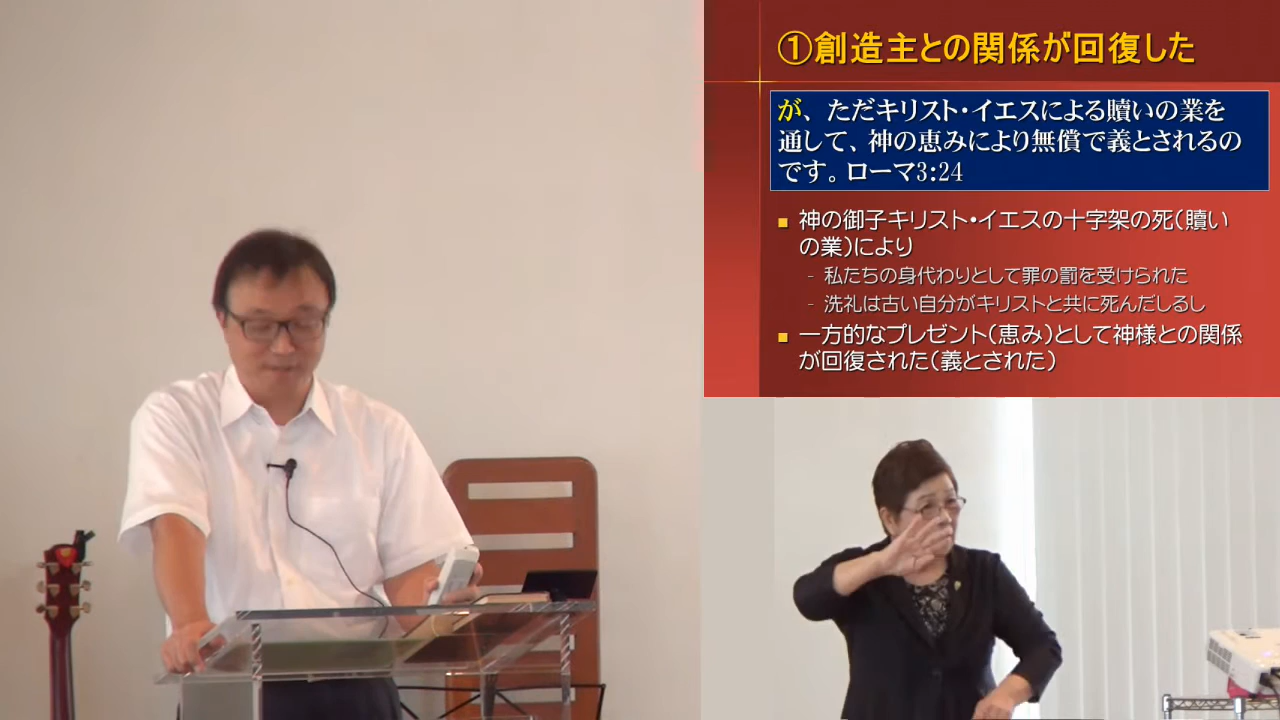 ①創造主との関係が回復した
が、ただキリスト・イエスによる贖いの業を
通して、神の恵みにより無償で義とされるの
です。ローマ3:24
■ 神の御子キリスト・イエスの十字架の死(贖い
の業)により
- 私たちの身代わりとして罪の罰を受けられた
- 洗礼は古い自分がキリストと共に死んだしるし
■ 一方的なプレゼント(恵み)として神様との関係
が回復された(義とされた)